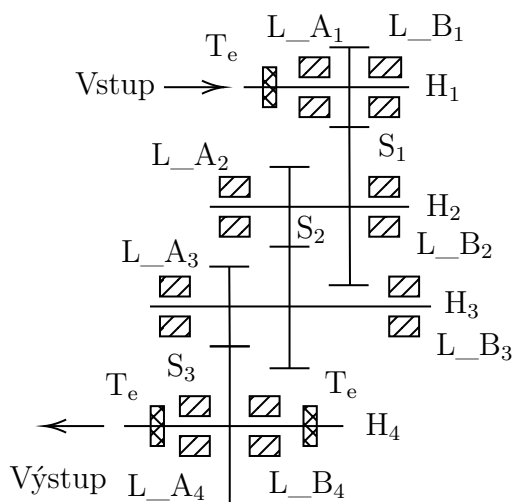 L_A₁ L_B₁
Tₑ
Vstup
H₁
S₁
L_A₂
H₂
S₂
L_B₂
L_A₃
H₃
L_B₃
S₃
Tₑ Tₑ
H₄
Výstup
L_A₄ L_B₄